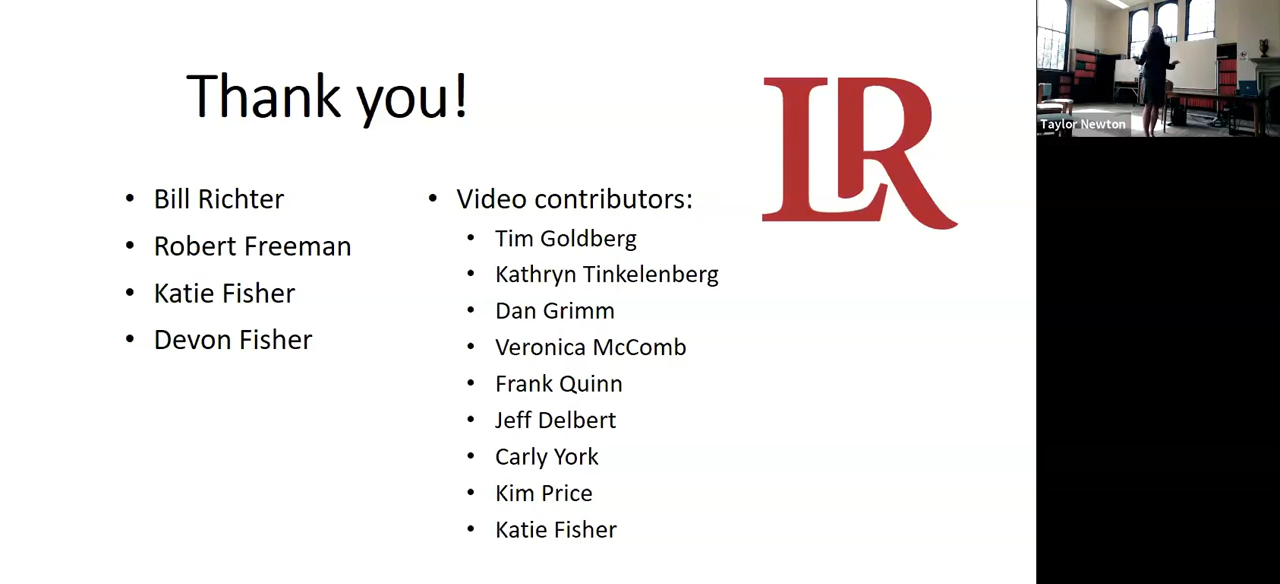 Thank you!
LR
Bill Richter
Robert Freeman
Katie Fisher
Devon Fisher
Video contributors:
Tim Goldberg
Kathryn Tinkelenberg
Dan Grimm
Veronica McComb
Frank Quinn
Jeff Delbert
Carly York
Kim Price
Katie Fisher
Taylor Newton